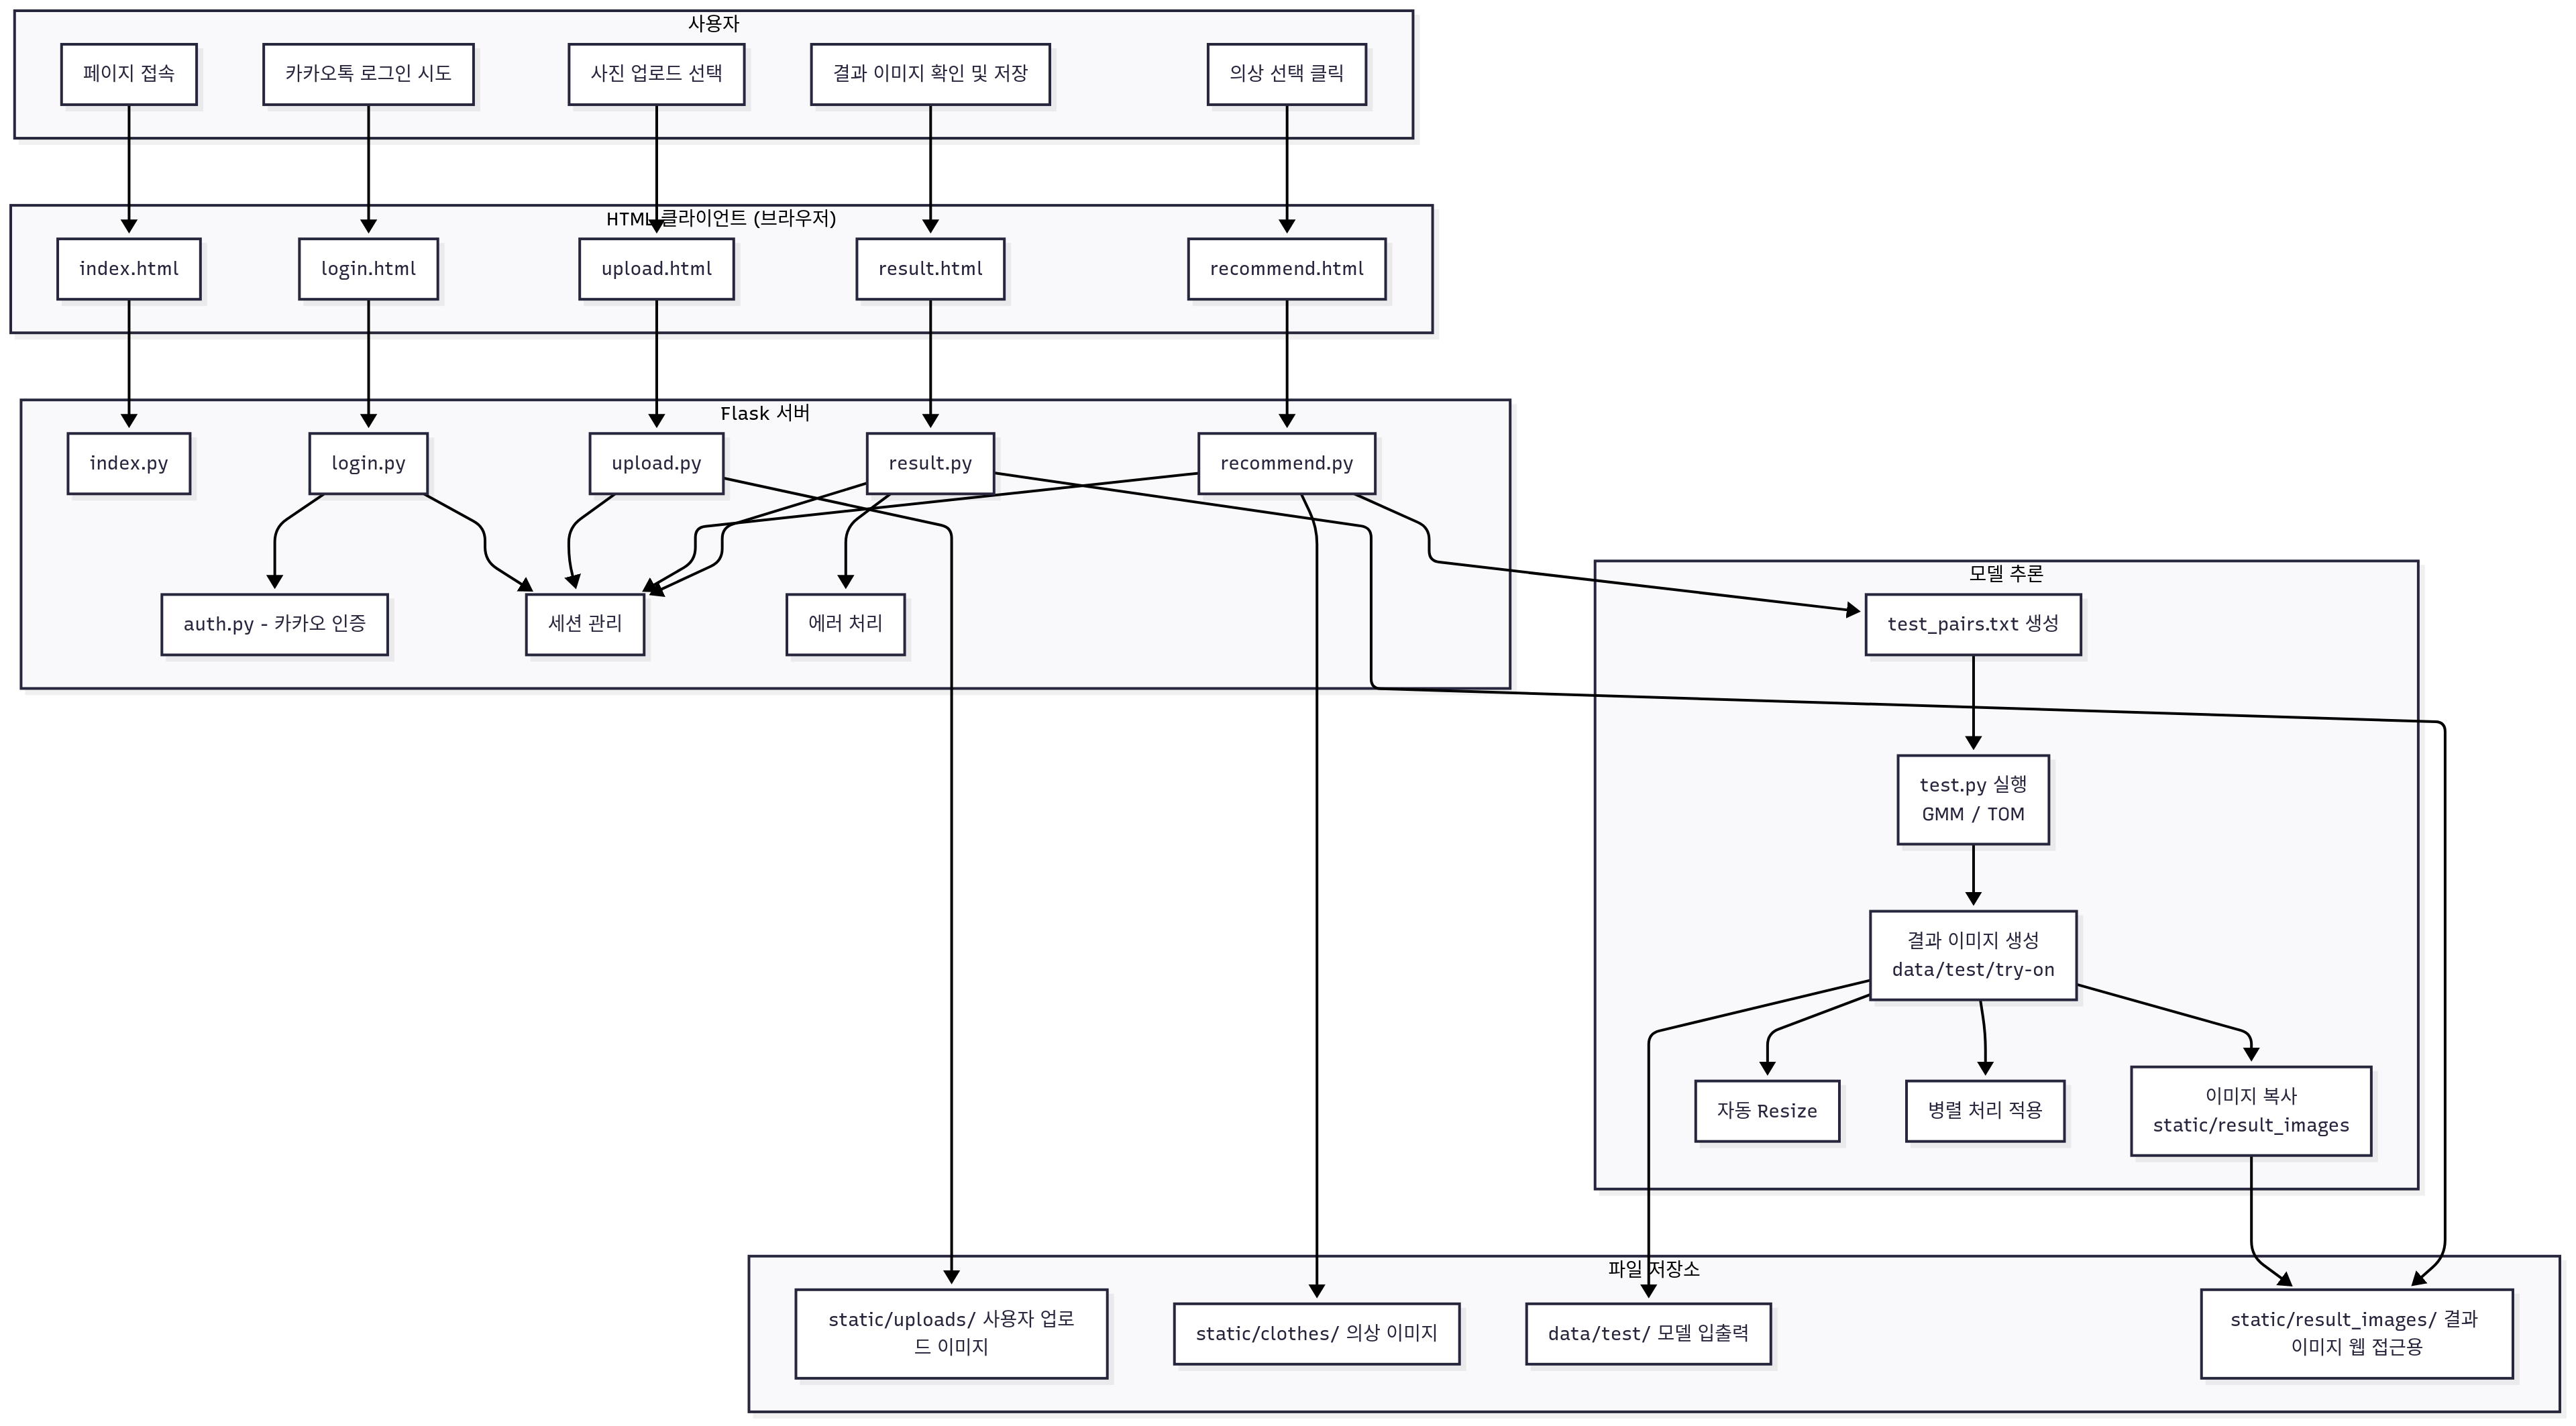 사용자
페이지 접속
카카오톡 로그인 시도
사진 업로드 선택
결과 이미지 확인 및 저장
의상 선택 클릭
HTML 클라이언트 (브라우저)
index.html
login.html
upload.html
result.html
recommend.html
Flask 서버
index.py
login.py
upload.py
result.py
recommend.py
auth.py - 카카오 인증
세션 관리
에러 처리
모델 추론
test_pairs.txt 생성
test.py 실행
GMM / TOM
결과 이미지 생성
data/test/try-on
자동 Resize
병렬 처리 적용
이미지 복사
static/result_images
파일 저장소
static/uploads/ 사용자 업로
드 이미지
static/clothes/ 의상 이미지
data/test/ 모델 입출력
static/result_images/ 결과
이미지 웹 접근용